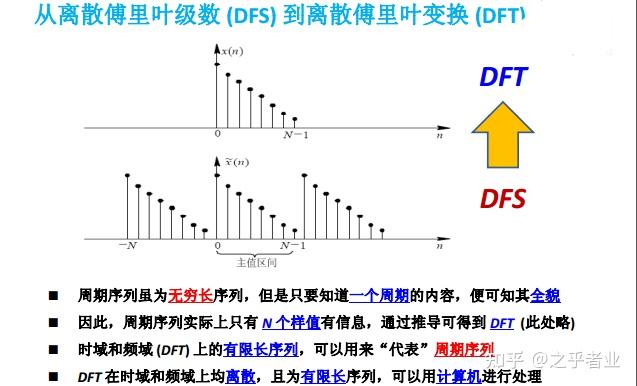 从离散傅里叶级数 (DFS) 到离散傅里叶变换 (DFT)
x(n)
DFT
0
N−1
n
x̃(n)
DFS
−N
0
N−1
n
主值区间
■ 周期序列虽为无穷长序列，但是只要知道一个周期的内容，便可知其全貌
■ 因此，周期序列实际上只有 N 个样值有信息，通过推导可得到 DFT (此处略)
■ 时域和频域 (DFT) 上的有限长序列，可以用来“代表”周期序列
■ DFT 在时域和频域上均离散，且为有限长序列，可以用计算机进行处理
知乎 @之乎者业